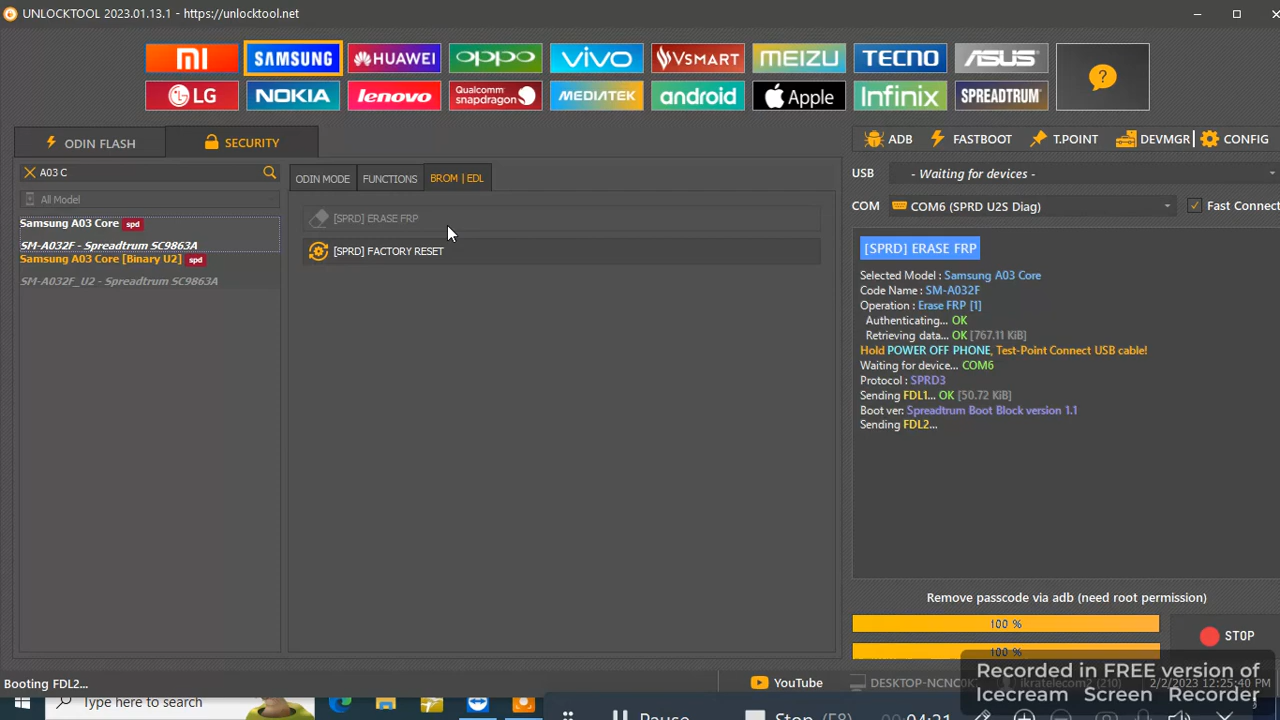 UNLOCKTOOL 2023.01.13.1 - https://unlocktool.net
mi SAMSUNG HUAWEI oppo vivo VSMART MEIZU TECNO ASUS
LG NOKIA lenovo Qualcomm snapdragon MEDIATEK android Apple Infinix SPREADTRUM
?
ODIN FLASH SECURITY
ADB FASTBOOT T.POINT DEVMGR CONFIG
A03 C
All Model
Samsung A03 Core spd
SM-A032F - Spreadtrum SC9863A
Samsung A03 Core [Binary U2] spd
SM-A032F_U2 - Spreadtrum SC9863A
ODIN MODE FUNCTIONS BROM | EDL
[SPRD] ERASE FRP
[SPRD] FACTORY RESET
USB - Waiting for devices -
COM COM6 (SPRD U2S Diag) Fast Connect
[SPRD] ERASE FRP
Selected Model : Samsung A03 Core
Code Name : SM-A032F
Operation : Erase FRP [1]
Authenticating... OK
Retrieving data... OK [767.11 KiB]
Hold POWER OFF PHONE, Test-Point Connect USB cable!
Waiting for device... COM6
Protocol : SPRD3
Sending FDL1... OK [50.72 KiB]
Boot ver: Spreadtrum Boot Block version 1.1
Sending FDL2...
Remove passcode via adb (need root permission)
100 %
100 %
STOP
Booting FDL2...
YouTube
DESKTOP-NCNC0K
ikratelecom2 (210)
2/2/2023 12:25:40 PM
Recorded in FREE version of
Icecream Screen Recorder
Type here to search
Pause
Stop (F8)